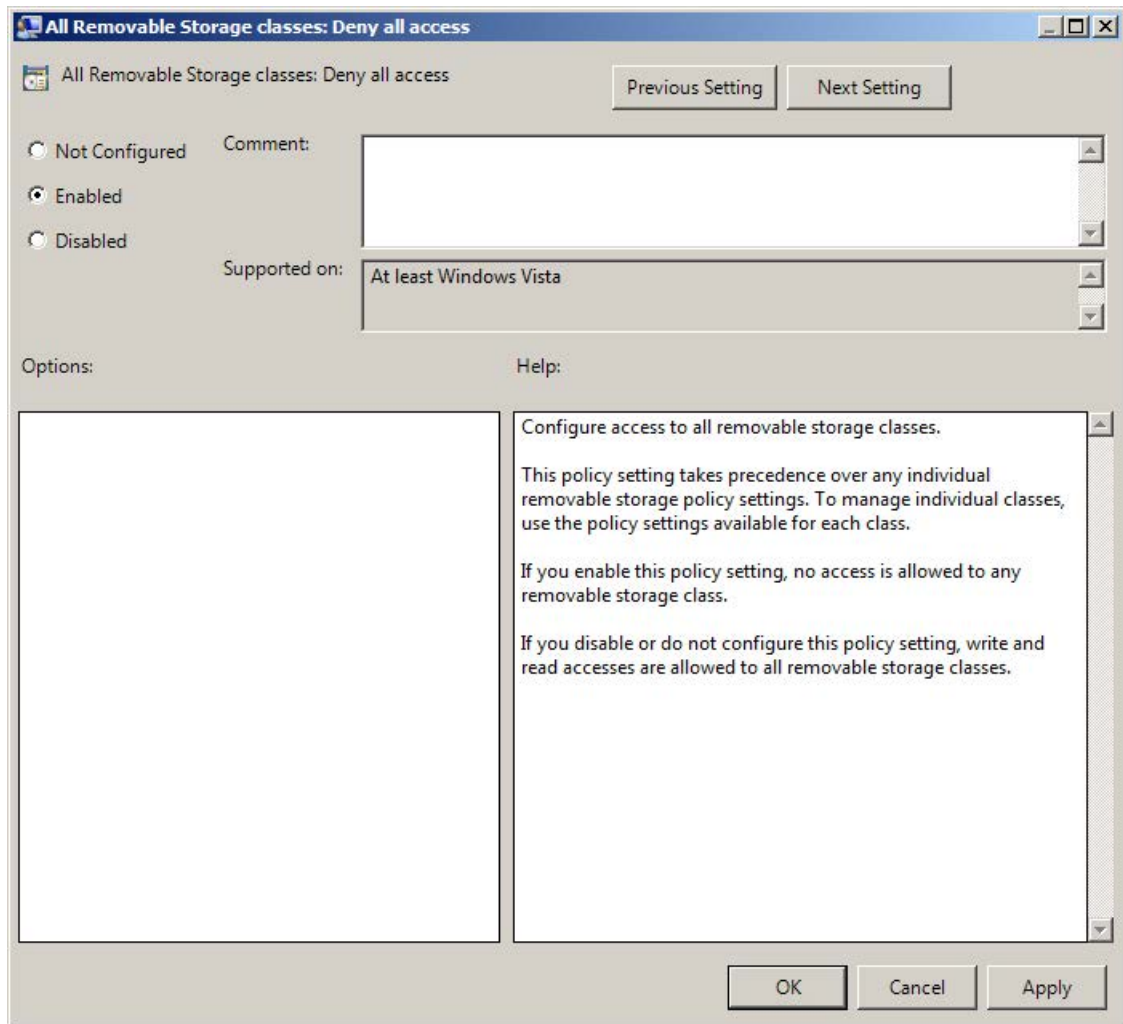 All Removable Storage classes: Deny all access
All Removable Storage classes: Deny all access
Previous Setting
Next Setting
Not Configured
Comment:
Enabled
Disabled
Supported on:
At least Windows Vista
Options:
Help:
Configure access to all removable storage classes.
This policy setting takes precedence over any individual
removable storage policy settings. To manage individual classes,
use the policy settings available for each class.
If you enable this policy setting, no access is allowed to any
removable storage class.
If you disable or do not configure this policy setting, write and
read accesses are allowed to all removable storage classes.
OK
Cancel
Apply